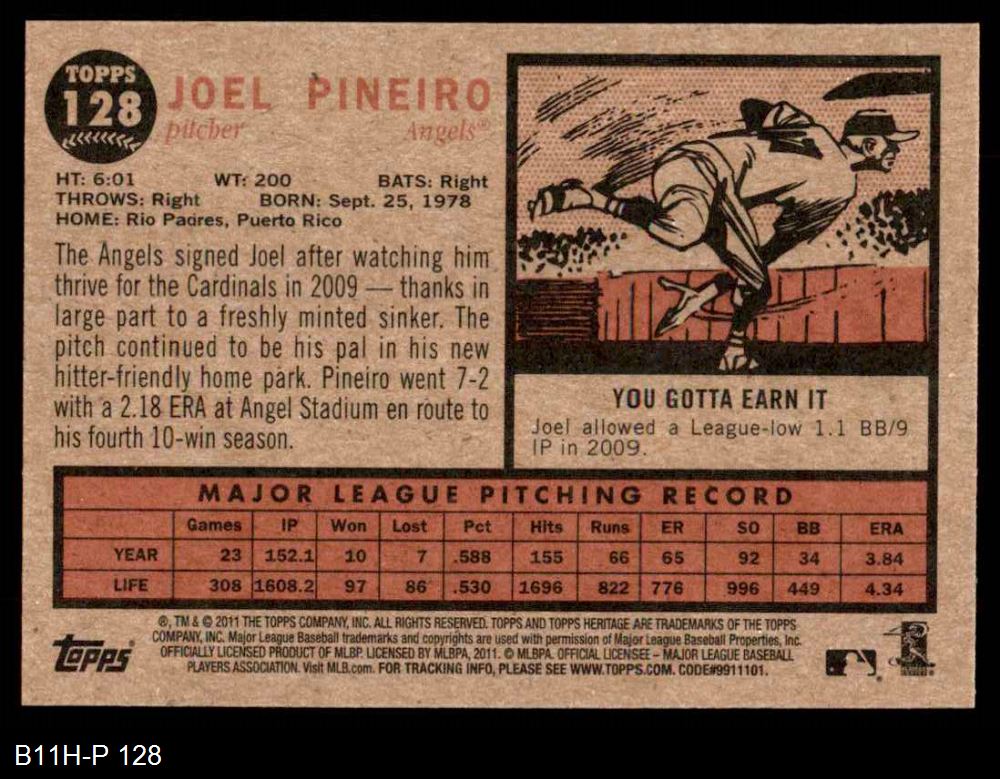 TOPPS
128
JOEL PINEIRO
pitcher Angels®
HT: 6:01 WT: 200 BATS: Right
THROWS: Right BORN: Sept. 25, 1978
HOME: Rio Padres, Puerto Rico
The Angels signed Joel after watching him
thrive for the Cardinals in 2009 — thanks in
large part to a freshly minted sinker. The
pitch continued to be his pal in his new
hitter-friendly home park. Pineiro went 7-2
with a 2.18 ERA at Angel Stadium en route to
his fourth 10-win season.
YOU GOTTA EARN IT
Joel allowed a League-low 1.1 BB/9
IP in 2009.
MAJOR LEAGUE PITCHING RECORD
Games IP Won Lost Pct Hits Runs ER SO BB ERA
YEAR 23 152.1 10 7 .588 155 66 65 92 34 3.84
LIFE 308 1608.2 97 86 .530 1696 822 776 996 449 4.34
®, TM & © 2011 THE TOPPS COMPANY, INC. ALL RIGHTS RESERVED. TOPPS AND TOPPS HERITAGE ARE TRADEMARKS OF THE TOPPS
COMPANY, INC. Major League Baseball trademarks and copyrights are used with permission of Major League Baseball Properties, Inc.
OFFICIALLY LICENSED PRODUCT OF MLBP. LICENSED BY MLBPA, 2011. © MLBPA. OFFICIAL LICENSEE – MAJOR LEAGUE BASEBALL
PLAYERS ASSOCIATION. Visit MLB.com. FOR TRACKING INFO, PLEASE SEE WWW.TOPPS.COM. CODE#9911101.
topps
B11H-P 128